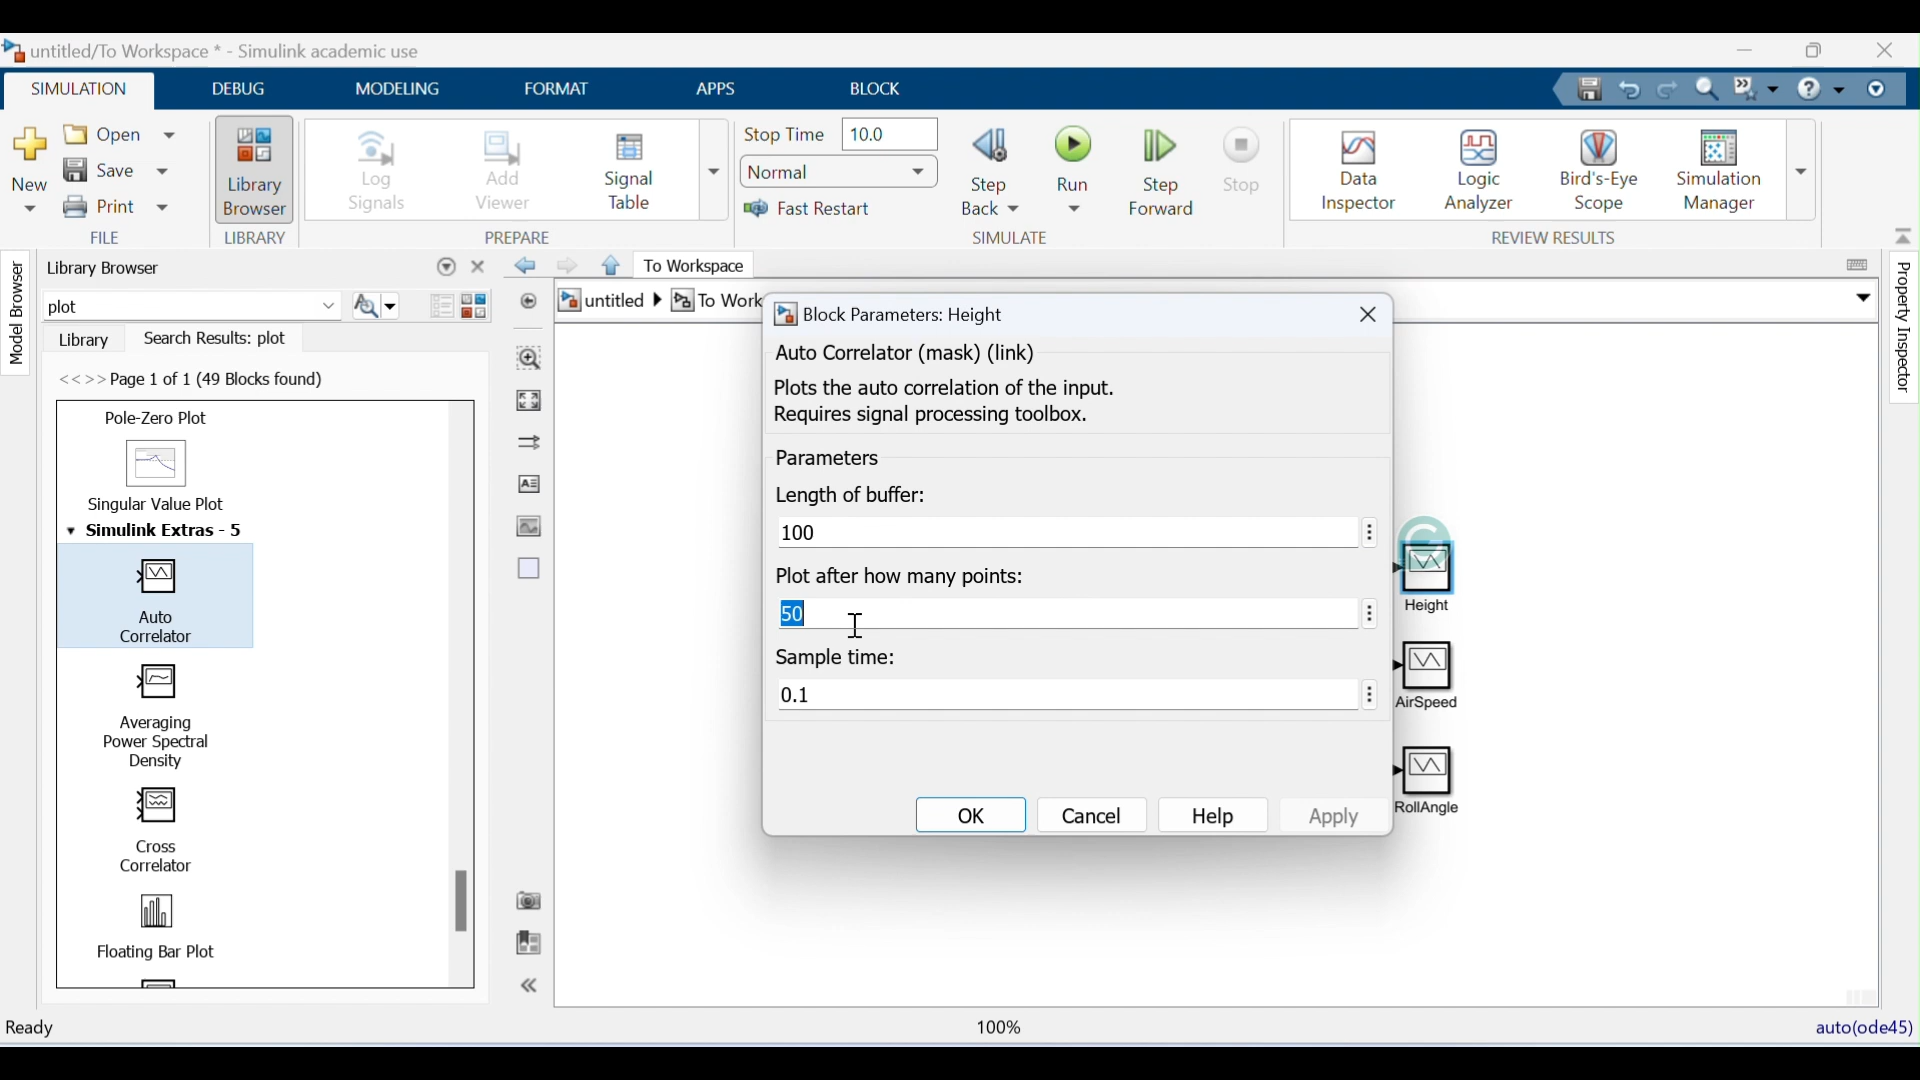 untitled/To Workspace * - Simulink academic use
SIMULATION
DEBUG
MODELING
FORMAT
APPS
BLOCK
New
Open
Save
Print
FILE
Library
Browser
LIBRARY
Log
Signals
Add
Viewer
Signal
Table
PREPARE
Stop Time
10.0
Normal
Fast Restart
Step
Back
Run
Step
Forward
Stop
SIMULATE
Data
Inspector
Logic
Analyzer
Bird's-Eye
Scope
Simulation
Manager
REVIEW RESULTS
Model Browser
Library Browser
plot
Library
Search Results: plot
<< >> Page 1 of 1 (49 Blocks found)
Pole-Zero Plot
Singular Value Plot
Simulink Extras - 5
Auto
Correlator
Averaging
Power Spectral
Density
Cross
Correlator
Floating Bar Plot
To Workspace
untitled
To Work
Block Parameters: Height
Auto Correlator (mask) (link)
Plots the auto correlation of the input.
Requires signal processing toolbox.
Parameters
Length of buffer:
100
Plot after how many points:
50
Sample time:
0.1
OK
Cancel
Help
Apply
Height
AirSpeed
RollAngle
Property Inspector
Ready
100%
auto(ode45)